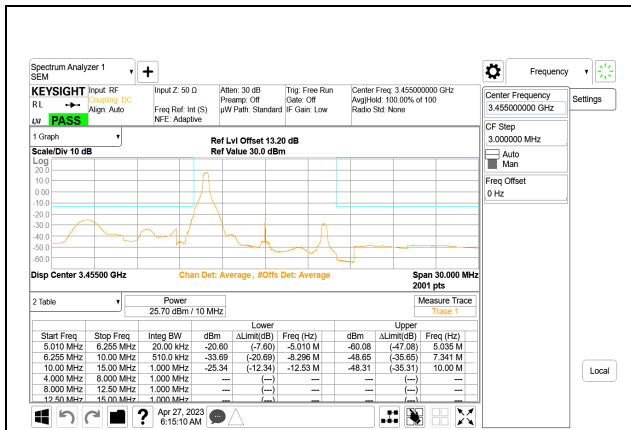 Spectrum Analyzer 1
SEM
Frequency
KEYSIGHT
Input: RF
Input Z: 50 Ω
Atten: 30 dB
Trig: Free Run
Center Freq: 3.455000000 GHz
R L
Coupling: DC
Preamp: Off
Gate: Off
Avg|Hold: 100.00% of 100
Align: Auto
Freq Ref: Int (S)
µW Path: Standard
IF Gain: Low
Radio Std: None
NFE: Adaptive
LXI
PASS
Center Frequency
3.455000000 GHz
Settings
CF Step
3.000000 MHz
Auto
Man
Freq Offset
0 Hz
1 Graph
Ref Lvl Offset 13.20 dB
Scale/Div 10 dB
Ref Value 30.0 dBm
Log
20.0
10.0
0.00
-10.0
-20.0
-30.0
-40.0
-50.0
-60.0
Disp Center 3.45500 GHz
Chan Det: Average, #Offs Det: Average
Span 30.000 MHz
2001 pts
2 Table
Power
25.70 dBm / 10 MHz
Measure Trace
Trace 1
Lower Upper
Start Freq Stop Freq Integ BW dBm ΔLimit(dB) Freq (Hz) dBm ΔLimit(dB) Freq (Hz)
5.010 MHz 6.255 MHz 20.00 kHz -20.60 (-7.60) -5.010 M -60.08 (-47.08) 5.035 M
6.255 MHz 10.00 MHz 510.0 kHz -33.69 (-20.69) -8.296 M -48.65 (-35.65) 7.341 M
10.00 MHz 15.00 MHz 1.000 MHz -25.34 (-12.34) -12.53 M -48.31 (-35.31) 10.00 M
4.000 MHz 8.000 MHz 1.000 MHz --- (---) --- (---)
8.000 MHz 12.50 MHz 1.000 MHz --- (---) --- (---)
12.50 MHz 15.00 MHz 1.000 MHz --- (---) --- (---)
Local
Apr 27, 2023
6:15:10 AM